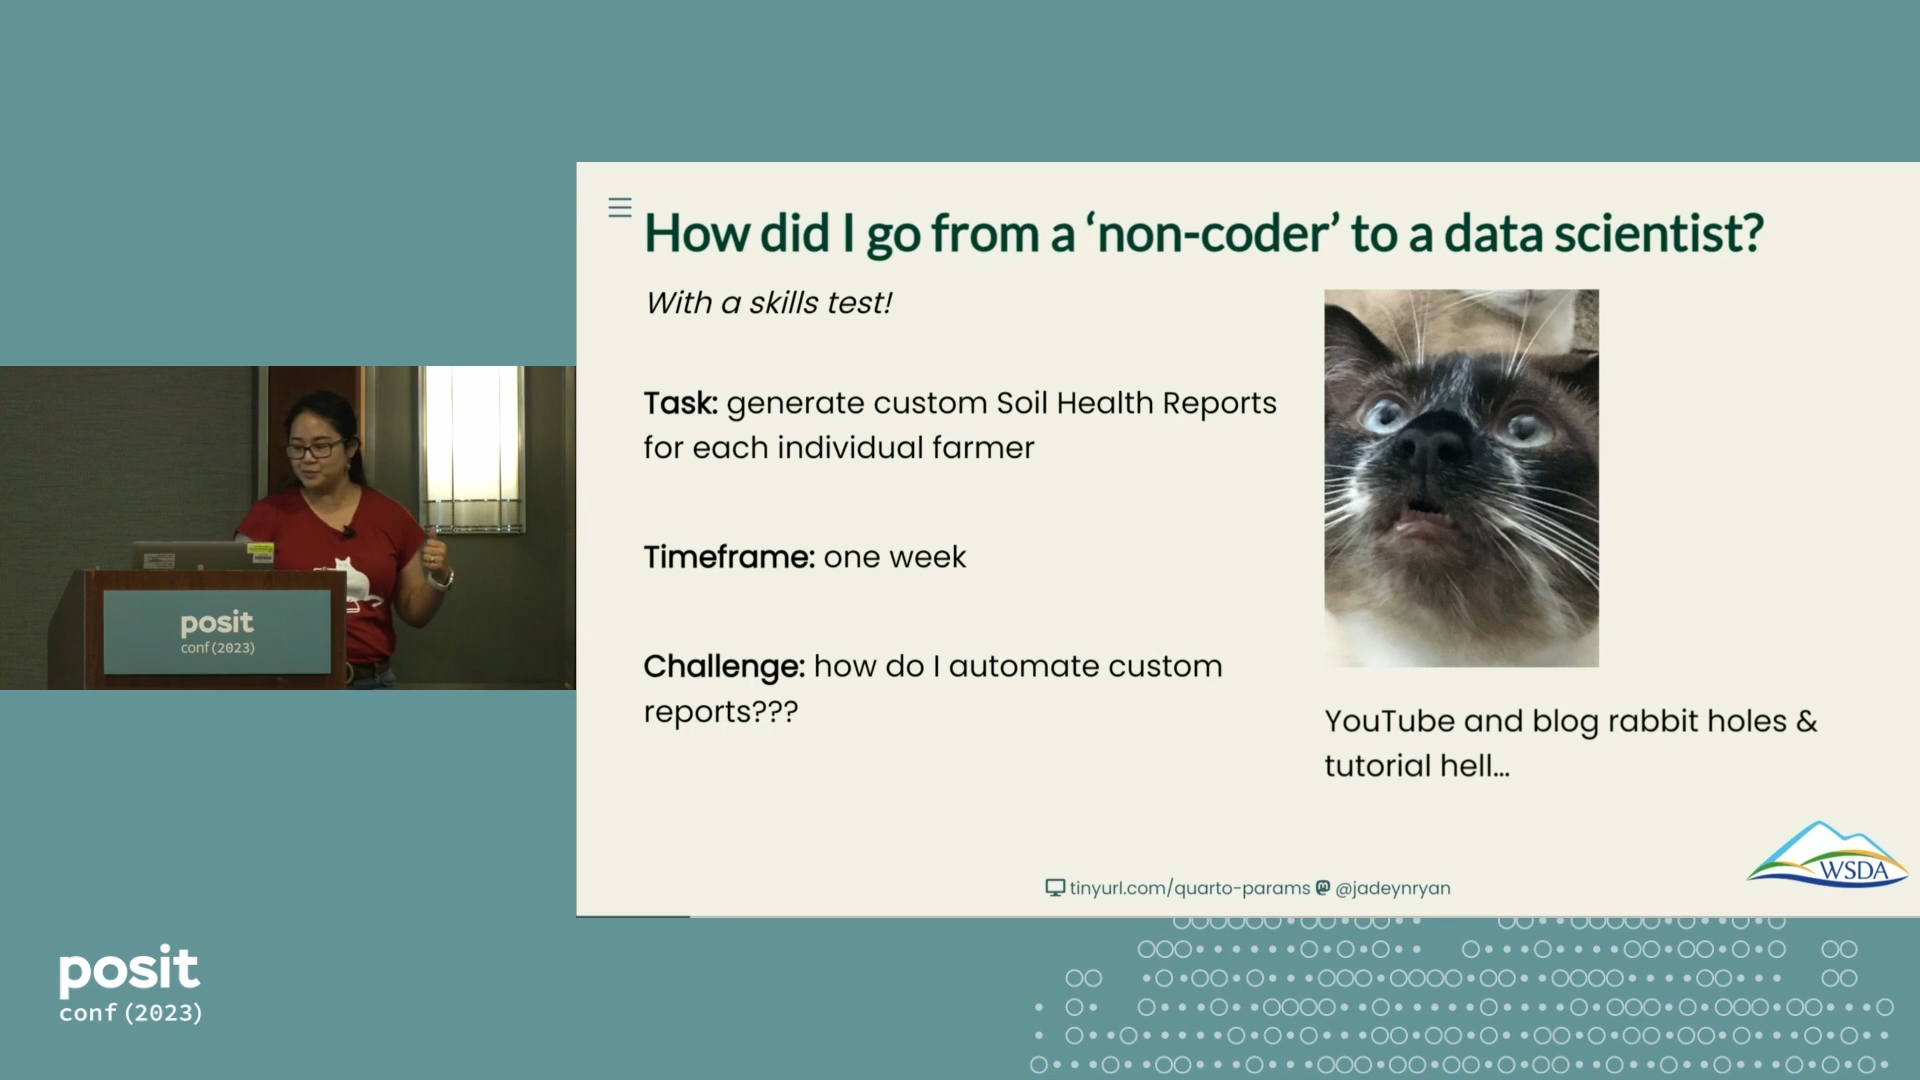 How did I go from a ‘non-coder’ to a data scientist?
With a skills test!
Task: generate custom Soil Health Reports
for each individual farmer
Timeframe: one week
Challenge: how do I automate custom
reports???
YouTube and blog rabbit holes &
tutorial hell...
WSDA
tinyurl.com/quarto-params @jadeynryan
posit
conf(2023)
posit
conf(2023)